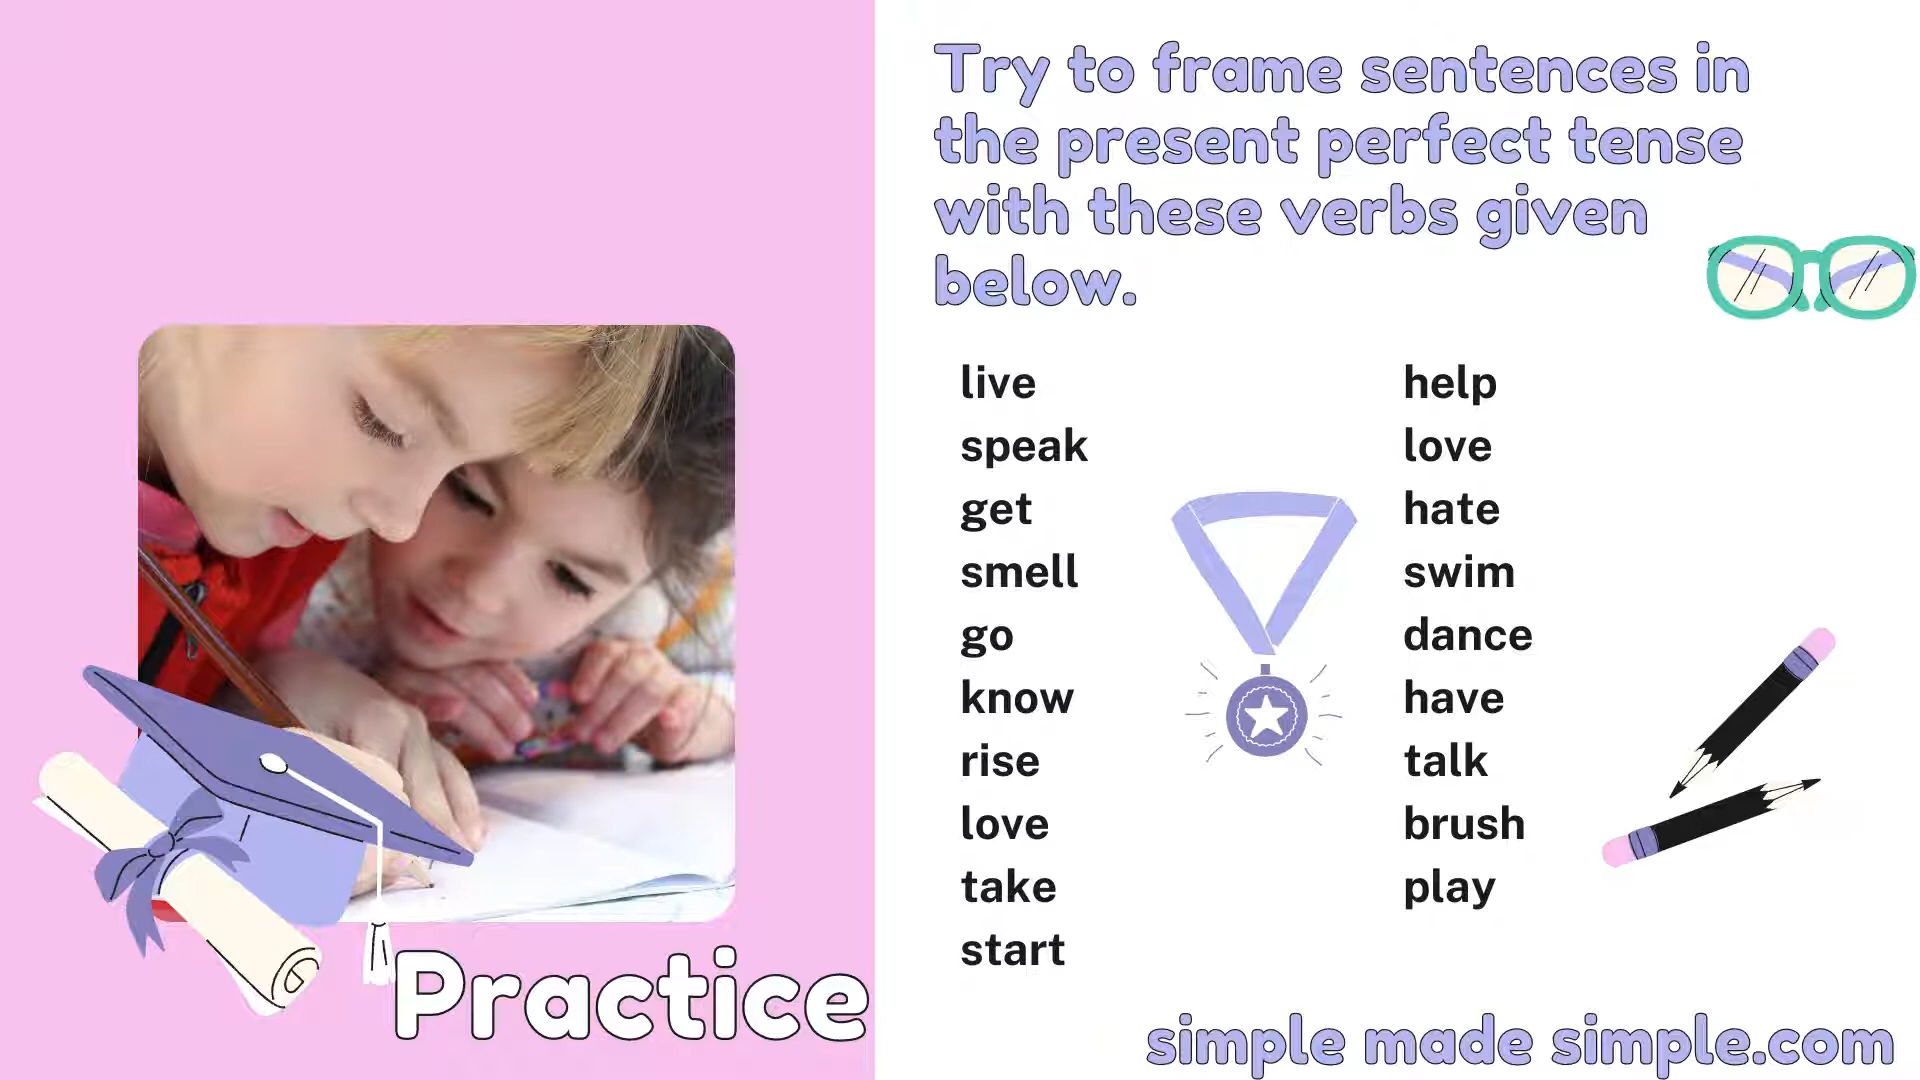 Try to frame sentences in
the present perfect tense
with these verbs given
below.
live
speak
get
smell
go
know
rise
love
take
start
help
love
hate
swim
dance
have
talk
brush
play
Practice
simple made simple.com